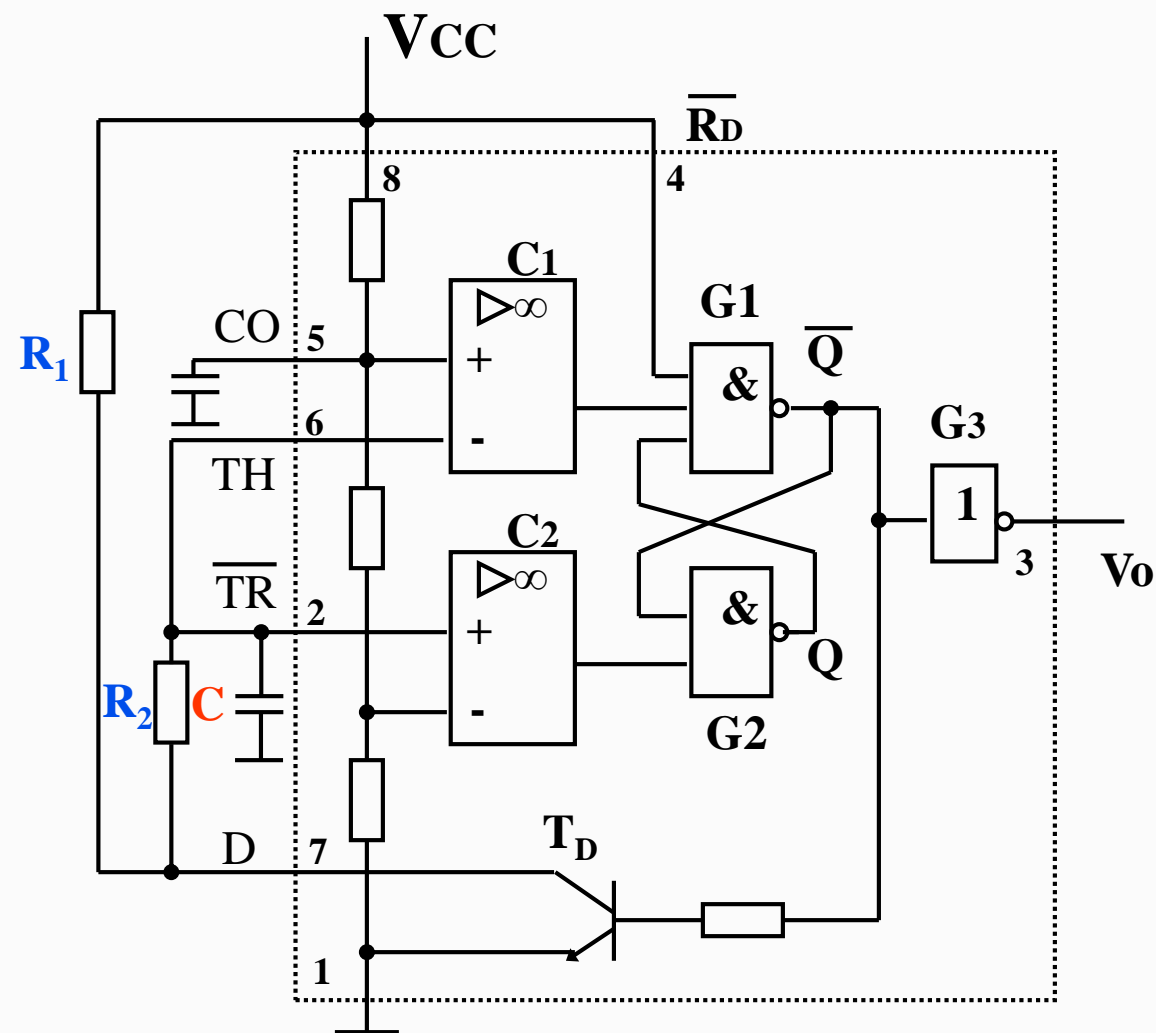 VCC
R̅D̅
8
4
C1
▷∞
G1
CO
5
+
&
Q̅
R1
6
-
G3
TH
1
C2
▷∞
T̅R̅
2
+
&
3
Vo
Q
R2
C
-
G2
D
7
TD
1